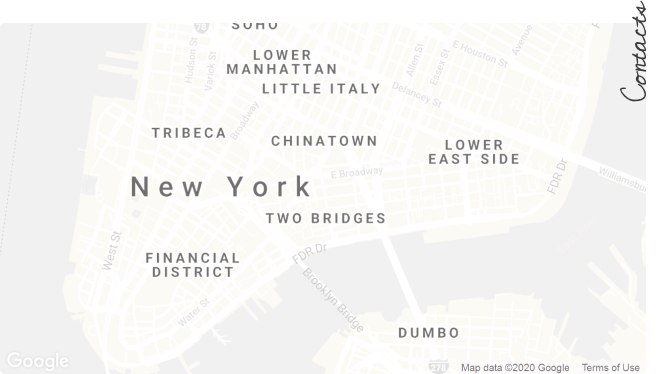 Contacts
SOHO
78
LOWER
MANHATTAN
LITTLE ITALY
Hudson St
Varick St
Broadway
Allen St
Essex St
E Houston St
Avenue
Delancey St
TRIBECA
CHINATOWN
LOWER
EAST SIDE
E Broadway
Williamsbu
FDR Dr
New York
TWO BRIDGES
West St
FINANCIAL
DISTRICT
FDR Dr
Water St
Brooklyn Bridge
DUMBO
278
Google
Map data ©2020 Google
Terms of Use